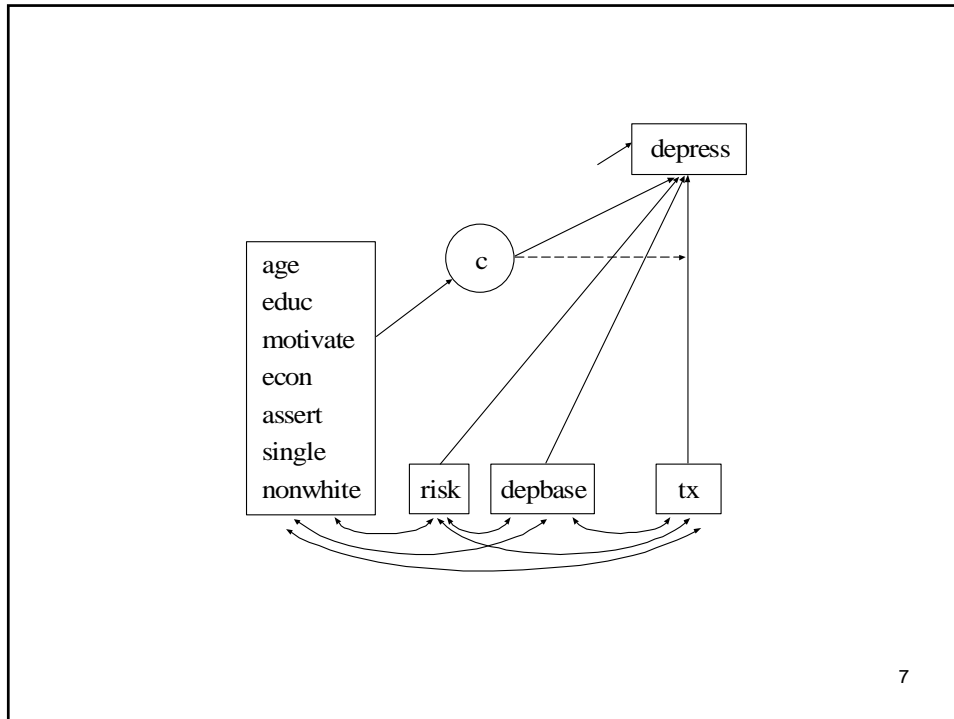 depress
c
age
educ
motivate
econ
assert
single
nonwhite
risk
depbase
tx
7